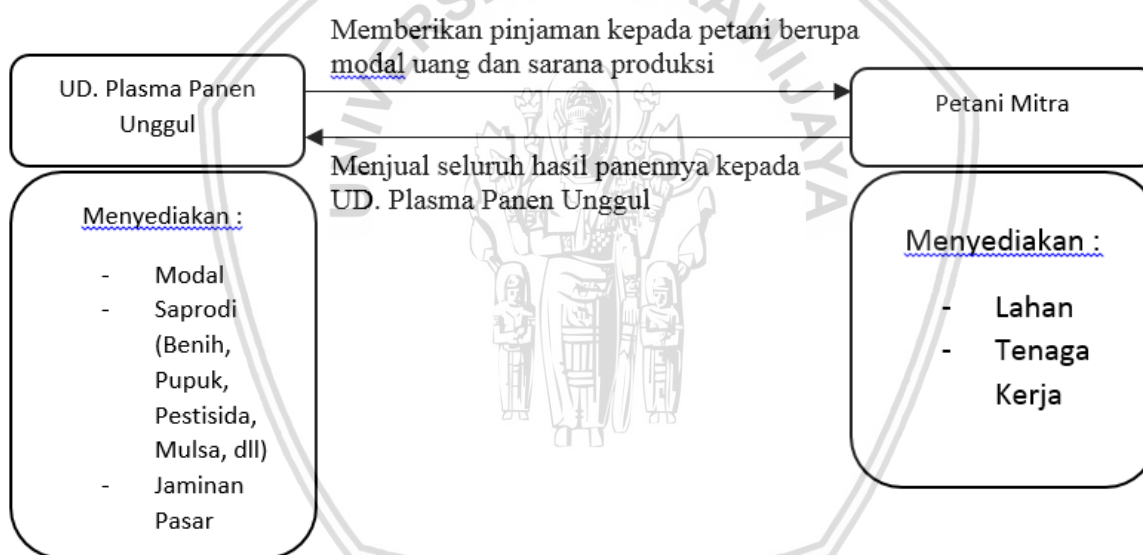 Memberikan pinjaman kepada petani berupa
modal uang dan sarana produksi
UD. Plasma Panen
Unggul
Petani Mitra
Menjual seluruh hasil panennya kepada
UD. Plasma Panen Unggul
Menyediakan :
- Modal
- Saprodi
(Benih,
Pupuk,
Pestisida,
Mulsa, dll)
- Jaminan
Pasar
Menyediakan :
- Lahan
- Tenaga
Kerja